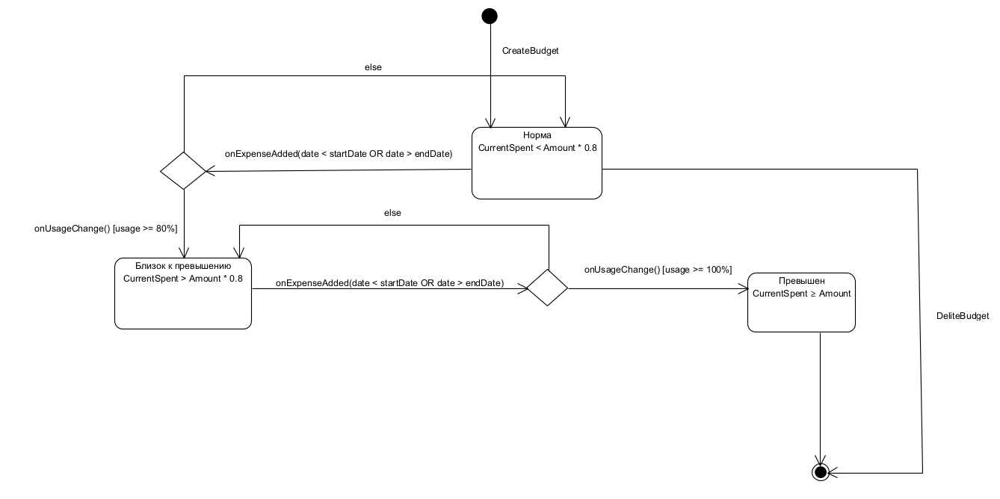 CreateBudget
else
Норма
CurrentSpent < Amount * 0.8
onExpenseAdded(date < startDate OR date > endDate)
else
onUsageChange() [usage >= 80%]
Близок к превышению
CurrentSpent > Amount * 0.8
onExpenseAdded(date < startDate OR date > endDate)
onUsageChange() [usage >= 100%]
Превышен
CurrentSpent ≥ Amount
DeliteBudget